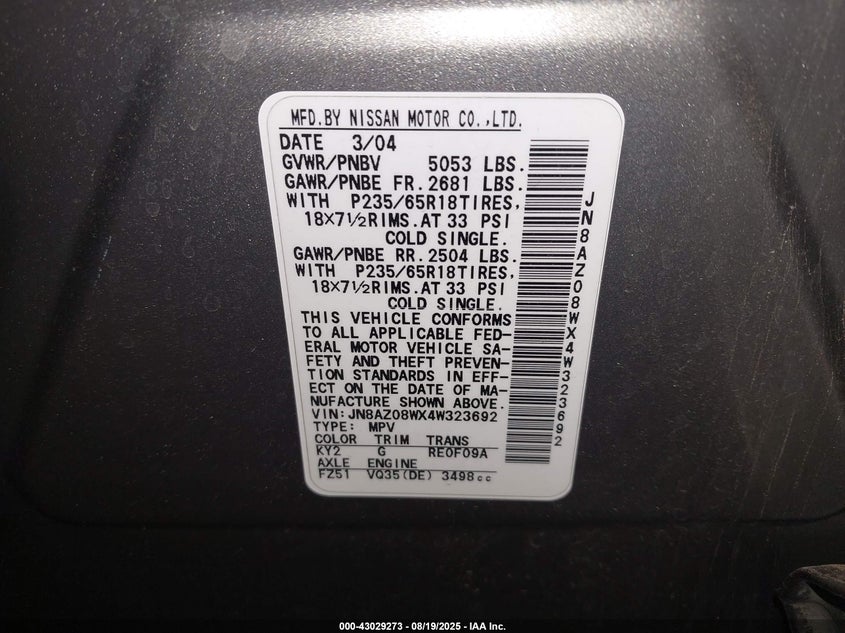 MFD.BY NISSAN MOTOR CO.,LTD.
DATE 3/04
GVWR/PNBV 5053 LBS.
GAWR/PNBE FR. 2681 LBS.
WITH P235/65R18TIRES,
18×7½RIMS.AT 33 PSI
COLD SINGLE.
GAWR/PNBE RR. 2504 LBS.
WITH P235/65R18TIRES,
18×7½RIMS.AT 33 PSI
COLD SINGLE.
THIS VEHICLE CONFORMS
TO ALL APPLICABLE FED-
ERAL MOTOR VEHICLE SA-
FETY AND THEFT PREVEN-
TION STANDARDS IN EFF-
ECT ON THE DATE OF MA-
NUFACTURE SHOWN ABOVE.
VIN:JN8AZ08WX4W323692
TYPE: MPV
COLOR TRIM TRANS
KY2 G RE0F09A
AXLE ENGINE
FZ51 VQ35(DE) 3498cc
JN8AZ08WX4W323692
000-43029273 - 08/19/2025 - IAA Inc.